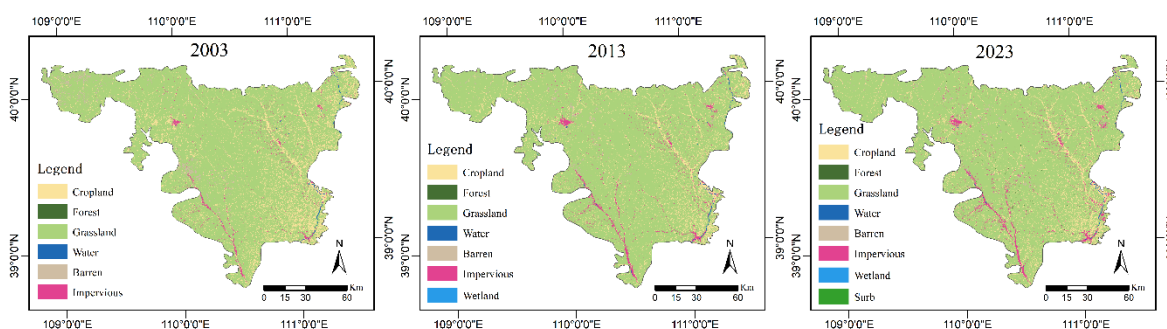 109°0'0"E 110°0'0"E 111°0'0"E
2003
40°0'0"N
39°0'0"N
Legend
Cropland
Forest
Grassland
Water
Barren
Impervious
N
Km
0 15 30 60
109°0'0"E 110°0'0"E 111°0'0"E
109°0'0"E 110°0'0"E 111°0'0"E
2013
40°0'0"N
39°0'0"N
Legend
Cropland
Forest
Grassland
Water
Barren
Impervious
Wetland
N
Km
0 15 30 60
109°0'0"E 110°0'0"E 111°0'0"E
109°0'0"E 110°0'0"E 111°0'0"E
2023
40°0'0"N
39°0'0"N
Legend
Cropland
Forest
Grassland
Water
Barren
Impervious
Wetland
Surb
N
Km
0 15 30 60
109°0'0"E 110°0'0"E 111°0'0"E